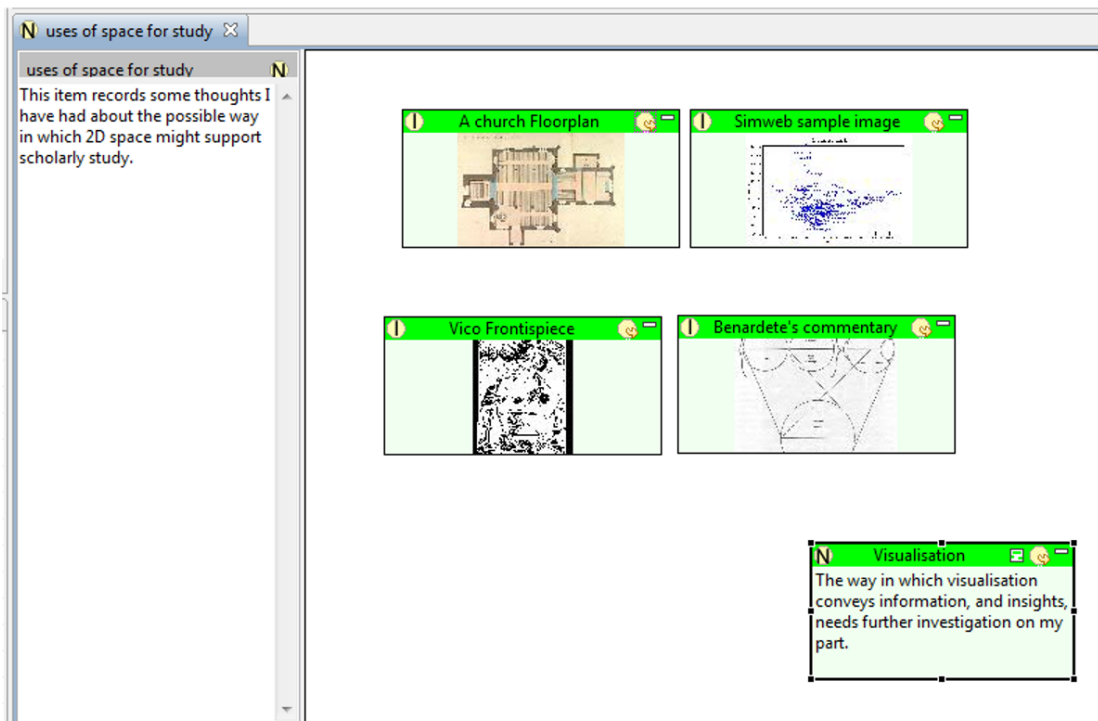 N uses of space for study
uses of space for study N
This item records some thoughts I
have had about the possible way
in which 2D space might support
scholarly study.
I A church Floorplan
I Simweb sample image
I Vico Frontispiece
I Benardete's commentary
N Visualisation
The way in which visualisation
conveys information, and insights,
needs further investigation on my
part.